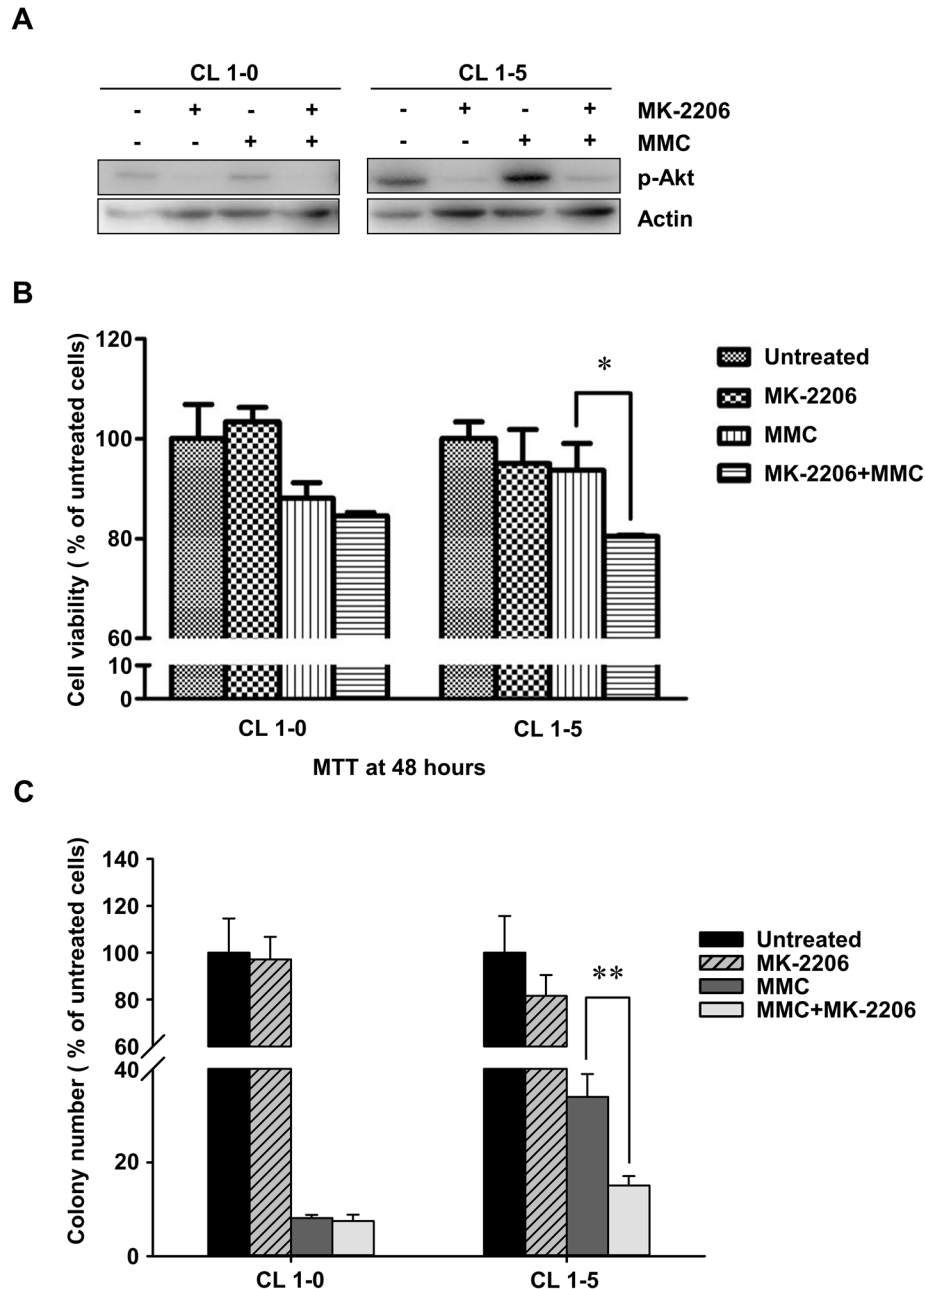 A
CL 1-0 CL 1-5
- + - + - + - + MK-2206
- - + + - - + + MMC
p-Akt
Actin
B
Cell viability ( % of untreated cells)
120
100
80
60
10
0
*
Untreated
MK-2206
MMC
MK-2206+MMC
CL 1-0 CL 1-5
MTT at 48 hours
C
Colony number ( % of untreated cells)
140
120
100
80
60
40
20
0
**
Untreated
MK-2206
MMC
MMC+MK-2206
CL 1-0 CL 1-5